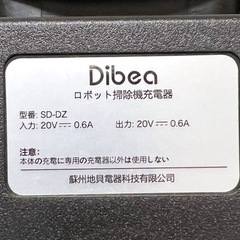 Dibea
ロボット掃除機充電器
型番: SD-DZ
入力: 20V⎓0.6A 出力: 20V⎓0.6A
注意:
本体の充電に専用の充電器以外は使用しない
蘇州地貝電器科技有限公司